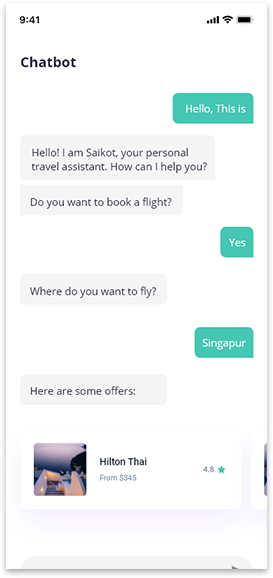 9:41
Chatbot
Hello, This is
Hello! I am Saikot, your personal
travel assistant. How can I help you?
Do you want to book a flight?
Yes
Where do you want to fly?
Singapur
Here are some offers:
Hilton Thai
From $345
4.8